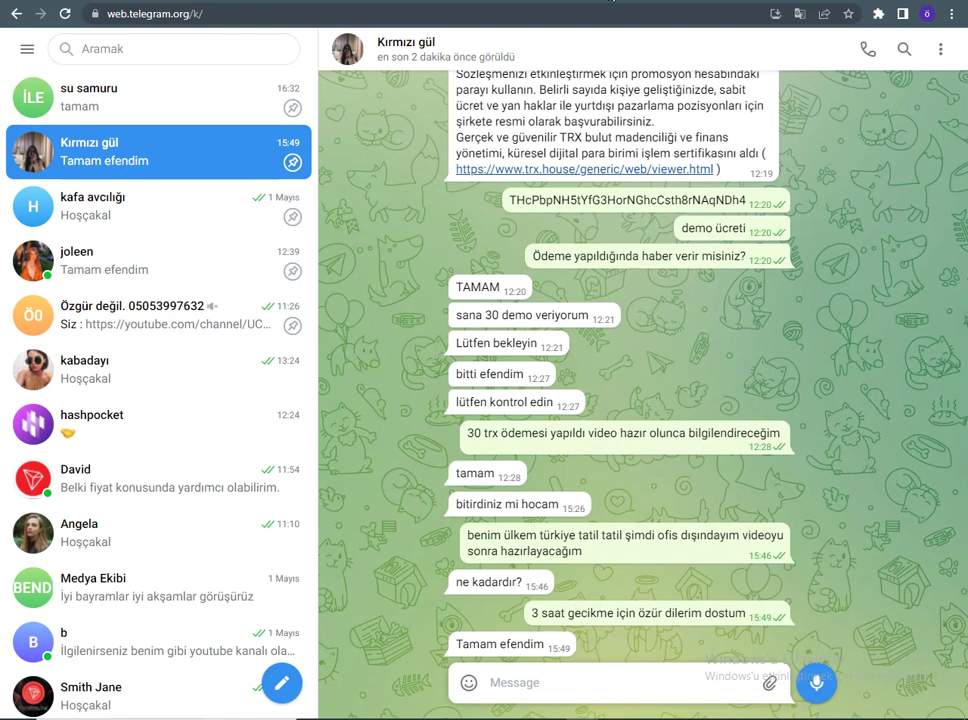 web.telegram.org/k/
ö
Aramak
İLE
su samuru
16:32
tamam
Kırmızı gül
15:49
Tamam efendim
H
kafa avcılığı
1 Mayıs
Hoşçakal
joleen
12:39
Tamam efendim
Ö0
Özgür değil. 05053997632
11:26
Siz : https://youtube.com/channel/UC...
kabadayı
13:24
Hoşçakal
hashpocket
12:24
David
11:54
Belki fiyat konusunda yardımcı olabilirim.
Angela
11:10
Hoşçakal
BEND
Medya Ekibi
1 Mayıs
İyi bayramlar iyi akşamlar görüşürüz
B
b
1 Mayıs
İlgilenirseniz benim gibi youtube kanalı ola...
Smith Jane
Hoşçakal
Kırmızı gül
en son 2 dakika önce görüldü
Sözleşmenizi etkinleştirmek için promosyon hesabındaki
parayı kullanın. Belirli sayıda kişiye geliştiğinizde, sabit
ücret ve yan haklar ile yurtdışı pazarlama pozisyonları için
şirkete resmi olarak başvurabilirsiniz.
Gerçek ve güvenilir TRX bulut madenciliği ve finans
yönetimi, küresel dijital para birimi işlem sertifikasını aldı (
https://www.trx.house/generic/web/viewer.html )
12:19
THcPbpNH5tYfG3HorNGhcCsth8rNAqNDh4 12:20
demo ücreti 12:20
Ödeme yapıldığında haber verir misiniz? 12:20
TAMAM 12:20
sana 30 demo veriyorum 12:21
Lütfen bekleyin 12:21
bitti efendim 12:27
lütfen kontrol edin 12:27
30 trx ödemesi yapıldı video hazır olunca bilgilendireceğim
12:28
tamam 12:28
bitirdiniz mi hocam 15:26
benim ülkem türkiye tatil tatil şimdi ofis dışındayım videoyu
sonra hazırlayacağım
15:46
ne kadardır? 15:46
3 saat gecikme için özür dilerim dostum 15:49
Tamam efendim 15:49
Message